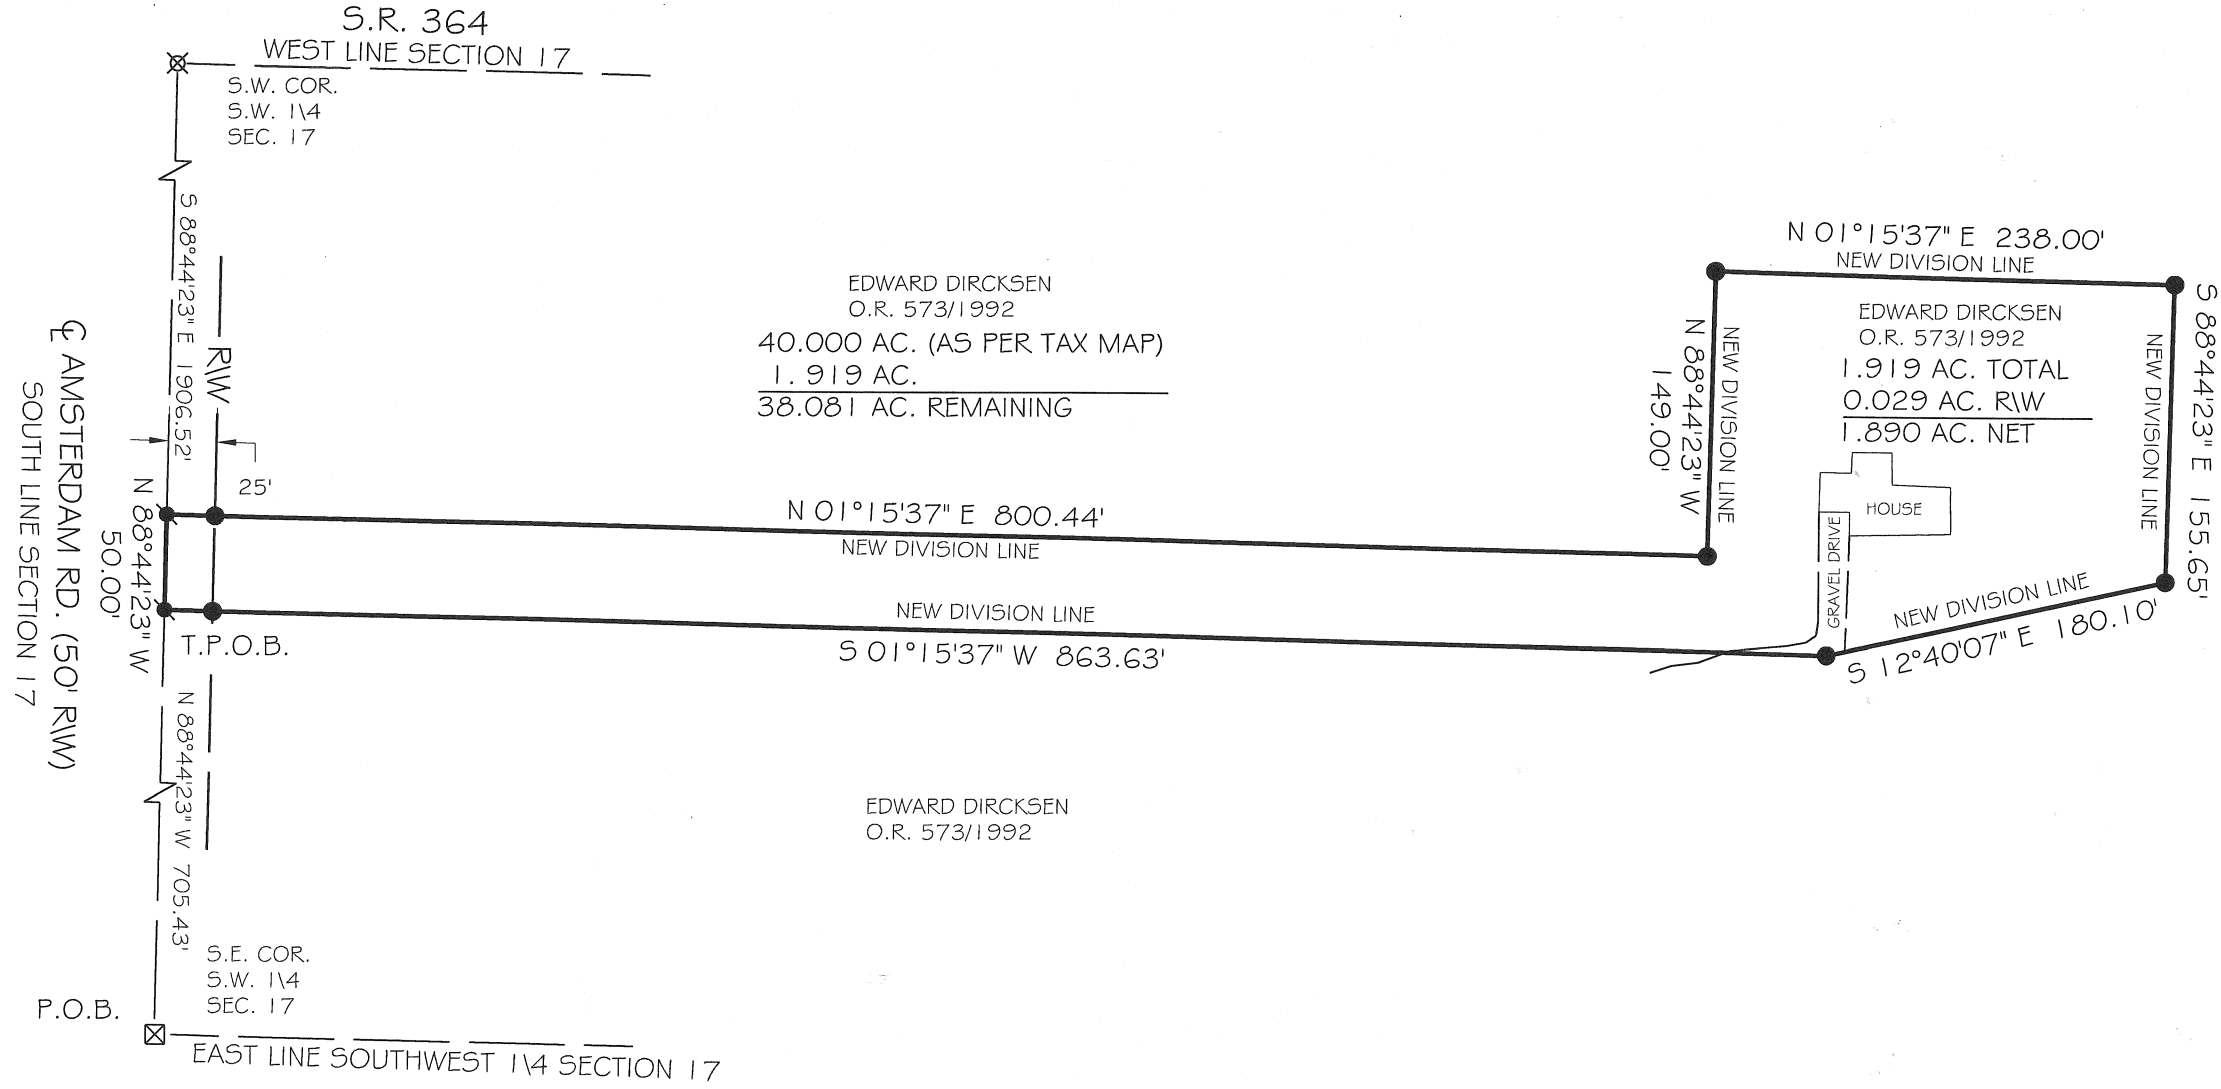 S.R. 364
WEST LINE SECTION 17
S.W. COR.
S.W. 1\4
SEC. 17
S 88°44'23" E 1906.52'
R\W
25'
℄ AMSTERDAM RD. (50' R\W)
SOUTH LINE SECTION 17
N 88°44'23" W
50.00'
T.P.O.B.
N 88°44'23" W 705.43'
S.E. COR.
S.W. 1\4
SEC. 17
P.O.B.
EAST LINE SOUTHWEST 1\4 SECTION 17
EDWARD DIRCKSEN
O.R. 573/1992
40.000 AC. (AS PER TAX MAP)
1. 919 AC.
38.081 AC. REMAINING
N 01°15'37" E 800.44'
NEW DIVISION LINE
NEW DIVISION LINE
S 01°15'37" W 863.63'
EDWARD DIRCKSEN
O.R. 573/1992
N 01°15'37" E 238.00'
NEW DIVISION LINE
N 88°44'23" W
149.00'
NEW DIVISION LINE
EDWARD DIRCKSEN
O.R. 573/1992
1.919 AC. TOTAL
0.029 AC. R\W
1.890 AC. NET
HOUSE
GRAVEL DRIVE
NEW DIVISION LINE
S 88°44'23" E 155.65'
NEW DIVISION LINE
S 12°40'07" E 180.10'